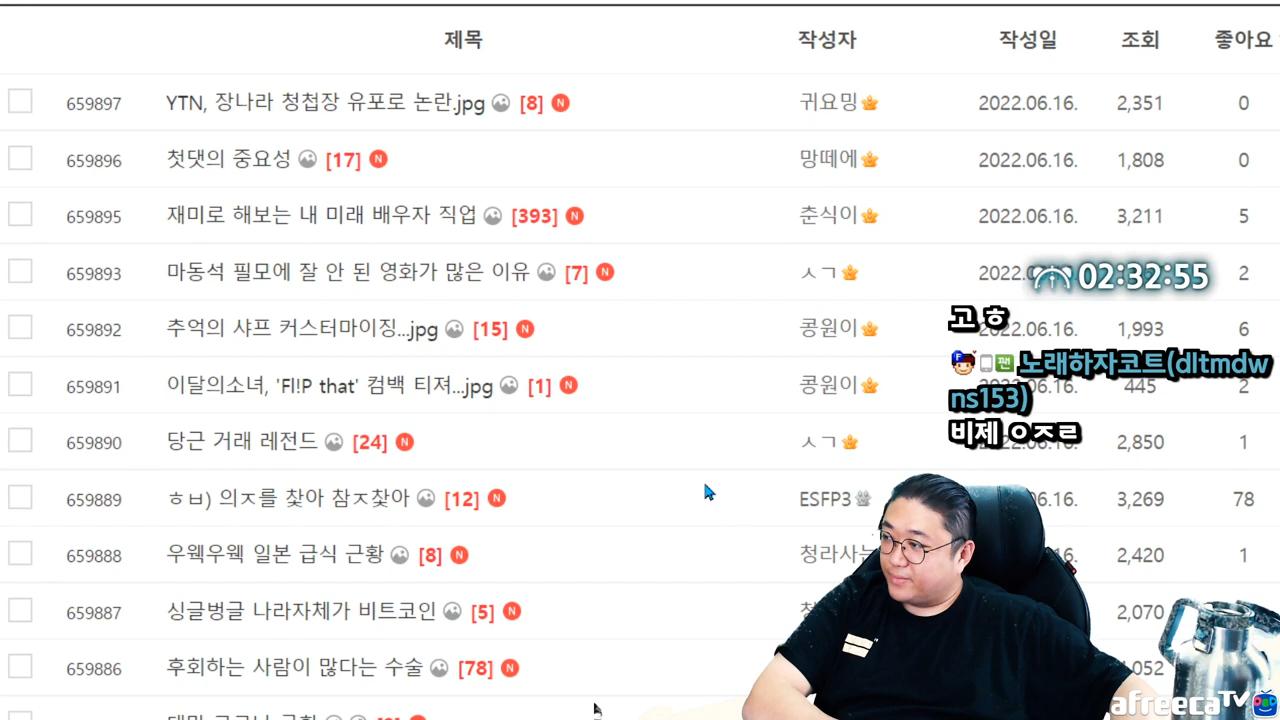 제목 작성자 작성일 조회 좋아요
659897 YTN, 장나라 청첩장 유포로 논란.jpg [8] N 귀요밍 2022.06.16. 2,351 0
659896 첫댓의 중요성 [17] N 망떼에 2022.06.16. 1,808 0
659895 재미로 해보는 내 미래 배우자 직업 [393] N 춘식이 2022.06.16. 3,211 5
659893 마동석 필모에 잘 안 된 영화가 많은 이유 [7] N ㅅㄱ 2022. 2
02:32:55
659892 추억의 샤프 커스터마이징...jpg [15] N 콩원이 1,993 6
고 ㅎ
659891 이달의소녀, 'Fl!P that' 컴백 티져...jpg [1] N 콩원이 445 2
F 팬 노래하자코트(dltmdw
ns153)
비제 ㅇㅈㄹ
659890 당근 거래 레전드 [24] N ㅅㄱ 2,850 1
659889 ㅎㅂ) 의ㅈ를 찾아 참ㅈ찾아 [12] N ESFP3 06.16. 3,269 78
659888 우웩우웩 일본 급식 근황 [8] N 청라사는 16. 2,420 1
659887 싱글벙글 나라자체가 비트코인 [5] N 2,070
659886 후회하는 사람이 많다는 수술 [78] N 052
afreecaTV